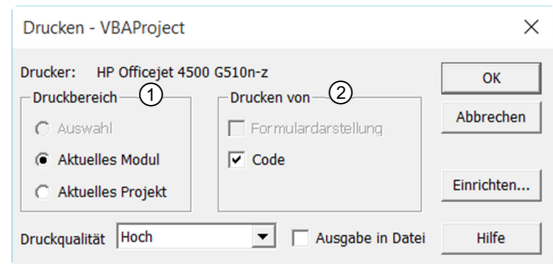 Drucken - VBAProject
Drucker: HP Officejet 4500 G510n-z
OK
Druckbereich 1
Drucken von 2
Abbrechen
Auswahl
Formulardarstellung
Aktuelles Modul
Code
Aktuelles Projekt
Einrichten...
Druckqualität Hoch
Ausgabe in Datei
Hilfe